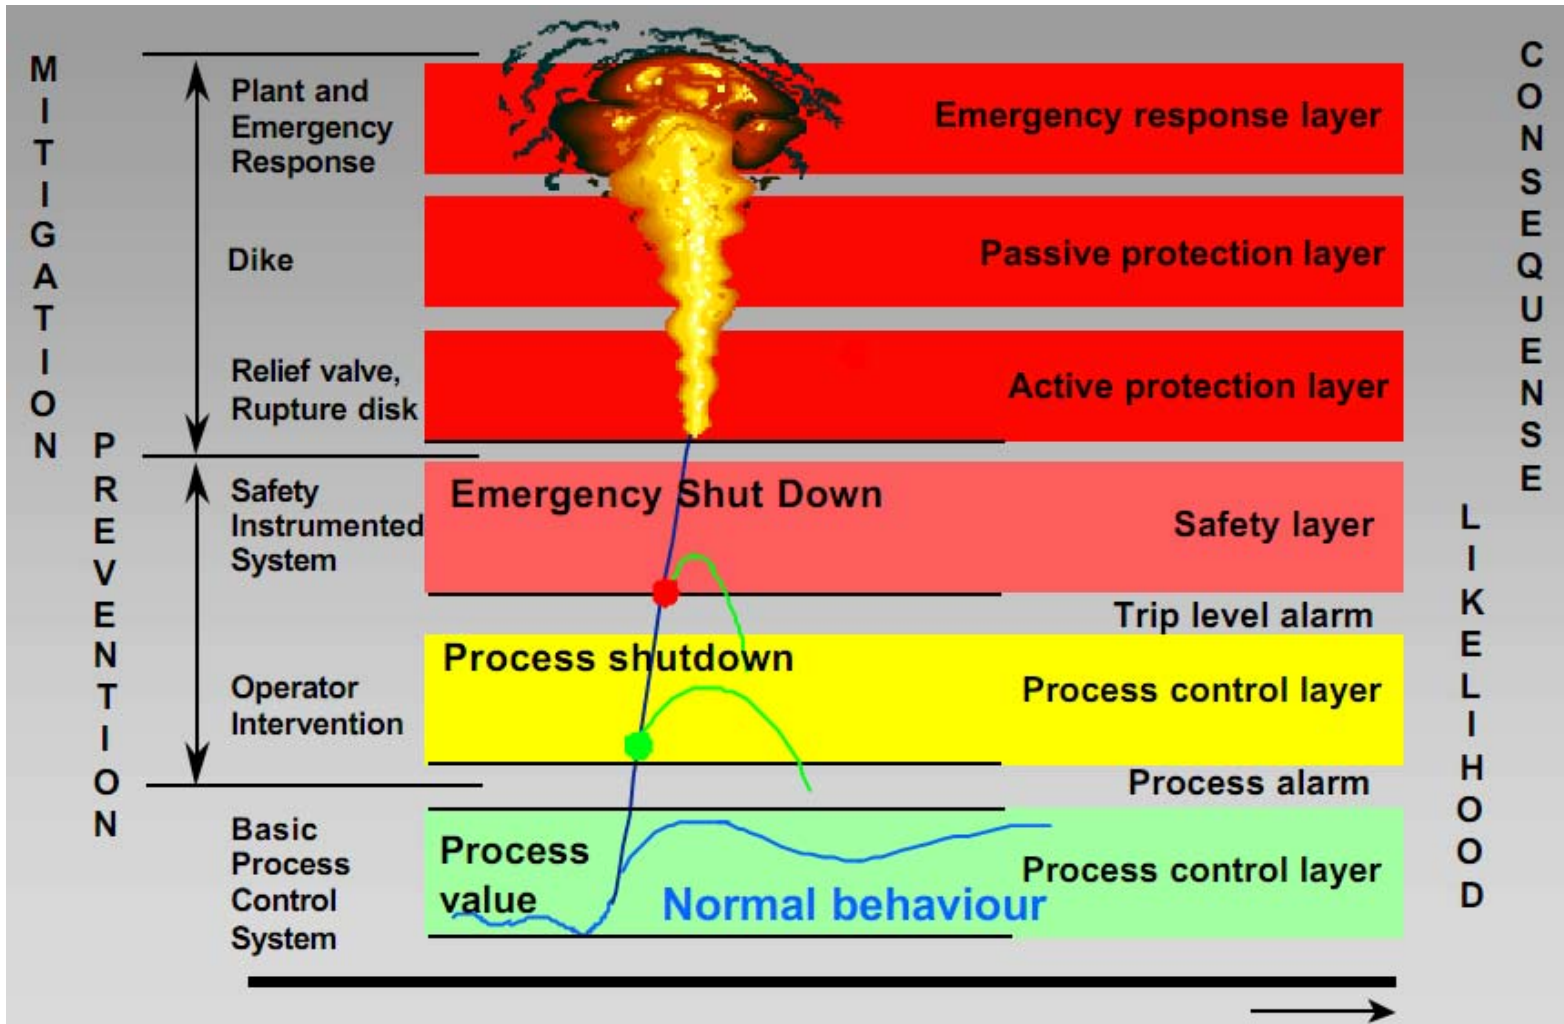 MITIGATION
PREVENTION
Plant and
Emergency
Response
Dike
Relief valve,
Rupture disk
Safety
Instrumented
System
Operator
Intervention
Basic
Process
Control
System
Emergency response layer
Passive protection layer
Active protection layer
Emergency Shut Down
Safety layer
Trip level alarm
Process shutdown
Process control layer
Process alarm
Process
value
Normal behaviour
Process control layer
CONSEQUENSE
LIKELIHOOD